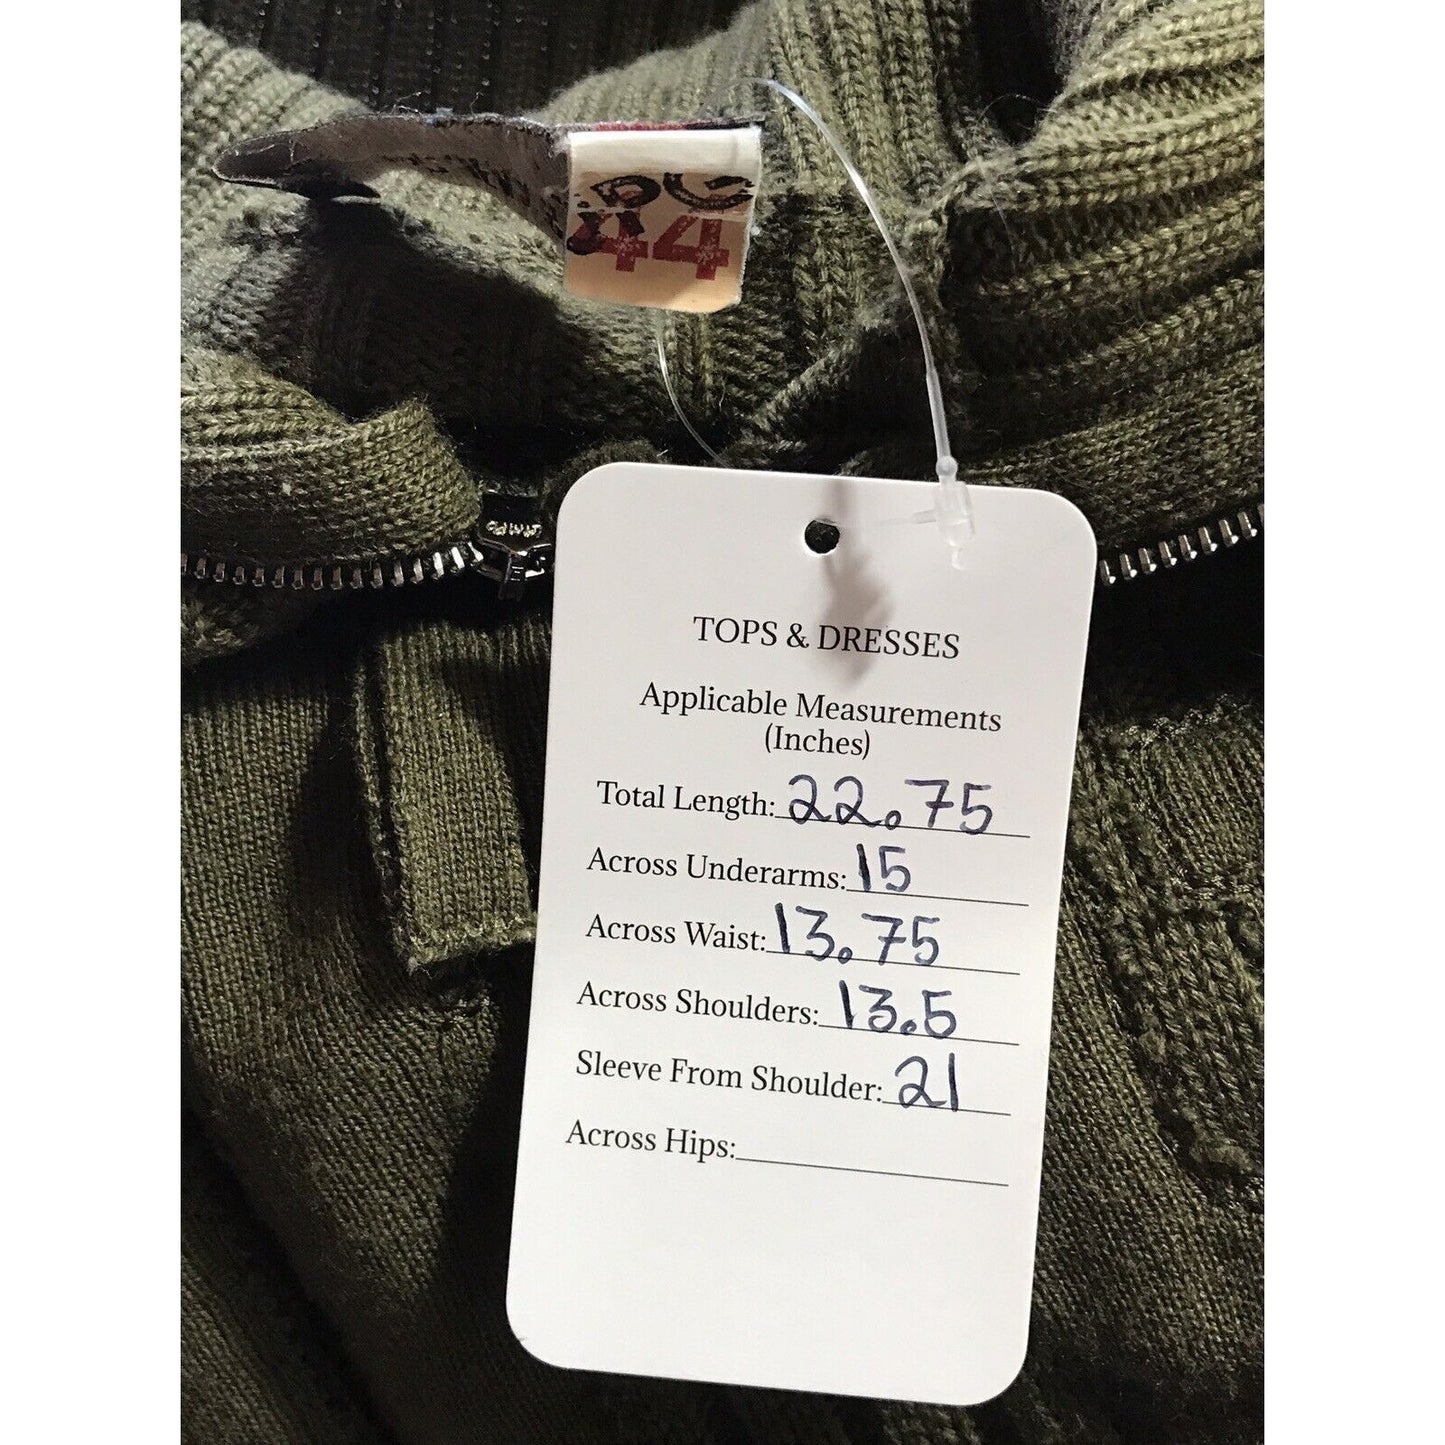 44
TOPS & DRESSES
Applicable Measurements
(Inches)
Total Length: 22.75
Across Underarms: 15
Across Waist: 13.75
Across Shoulders: 13.5
Sleeve From Shoulder: 21
Across Hips: